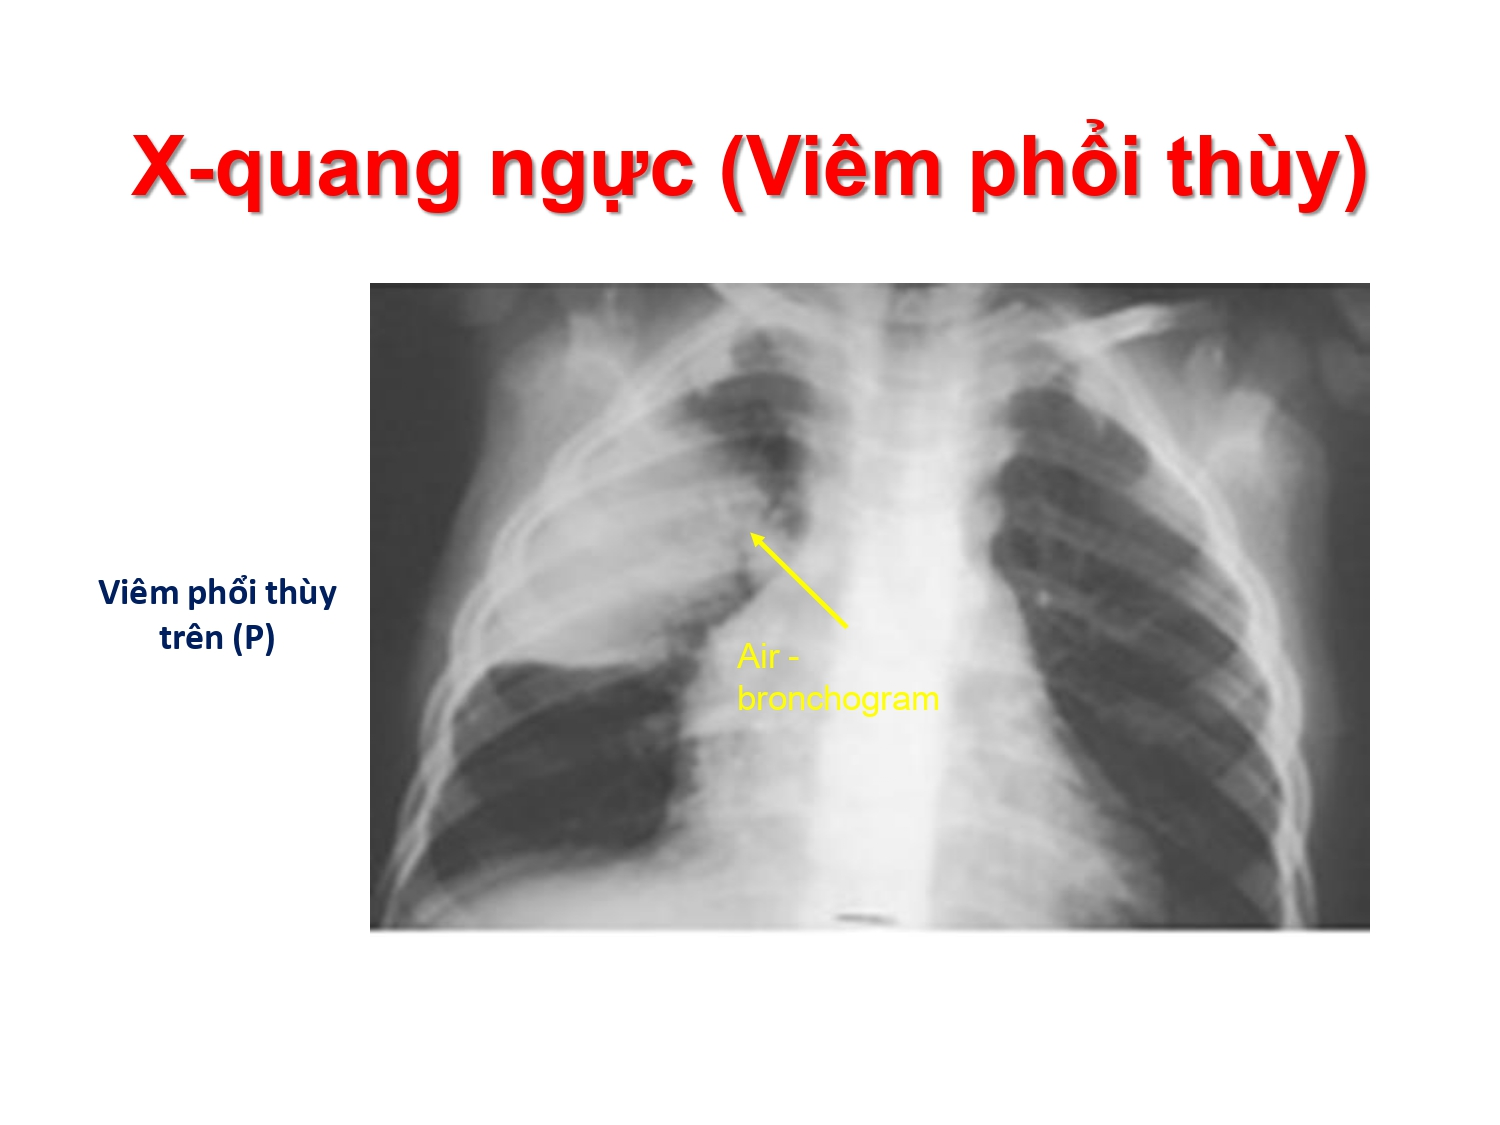 X-quang ngực (Viêm phổi thùy)
Viêm phổi thùy
trên (P)
Air -
bronchogram